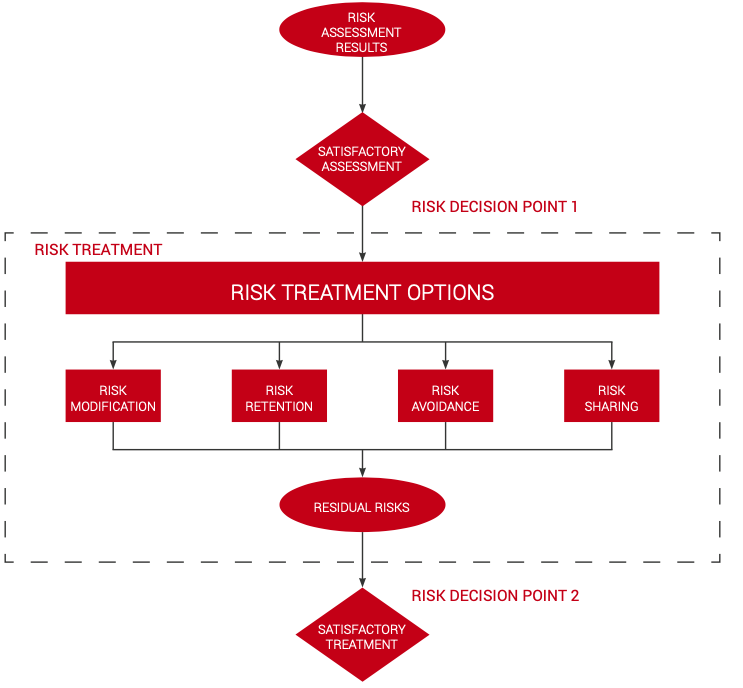 RISK
ASSESSMENT
RESULTS
SATISFACTORY
ASSESSMENT
RISK DECISION POINT 1
RISK TREATMENT
RISK TREATMENT OPTIONS
RISK
MODIFICATION
RISK
RETENTION
RISK
AVOIDANCE
RISK
SHARING
RESIDUAL RISKS
RISK DECISION POINT 2
SATISFACTORY
TREATMENT